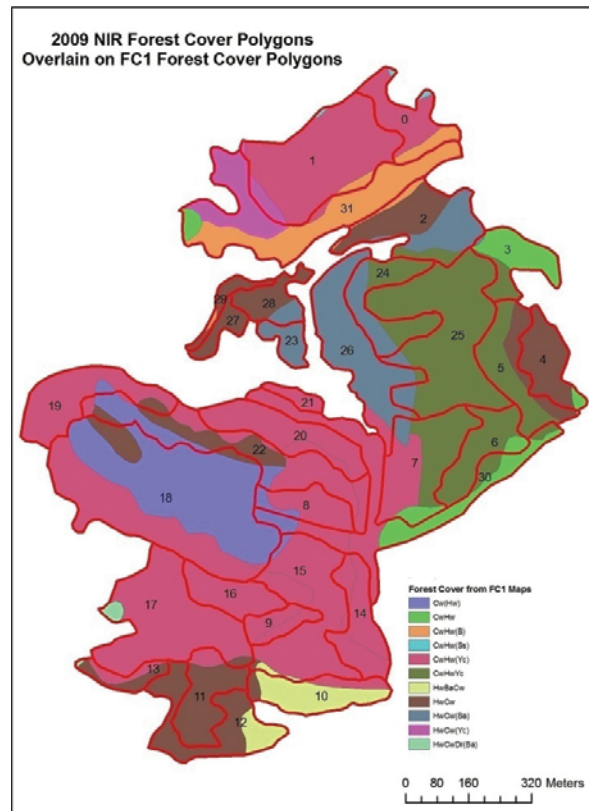 2009 NIR Forest Cover Polygons
Overlain on FC1 Forest Cover Polygons
0
1
31
2
3
24
29
28
27
25
23
26
5
4
21
19
20
6
22
7
30
18
8
15
16
17
14
9
13
10
11
12
Forest Cover from FC1 Maps
Cw(Hw)
CwHw
CwHw(B)
CwHw(Ss)
CwHw(Yc)
CwHwYc
HwBaCw
HwCw
HwCw(Ba)
HwCw(Yc)
HwCwDr(Ba)
0 80 160 320 Meters